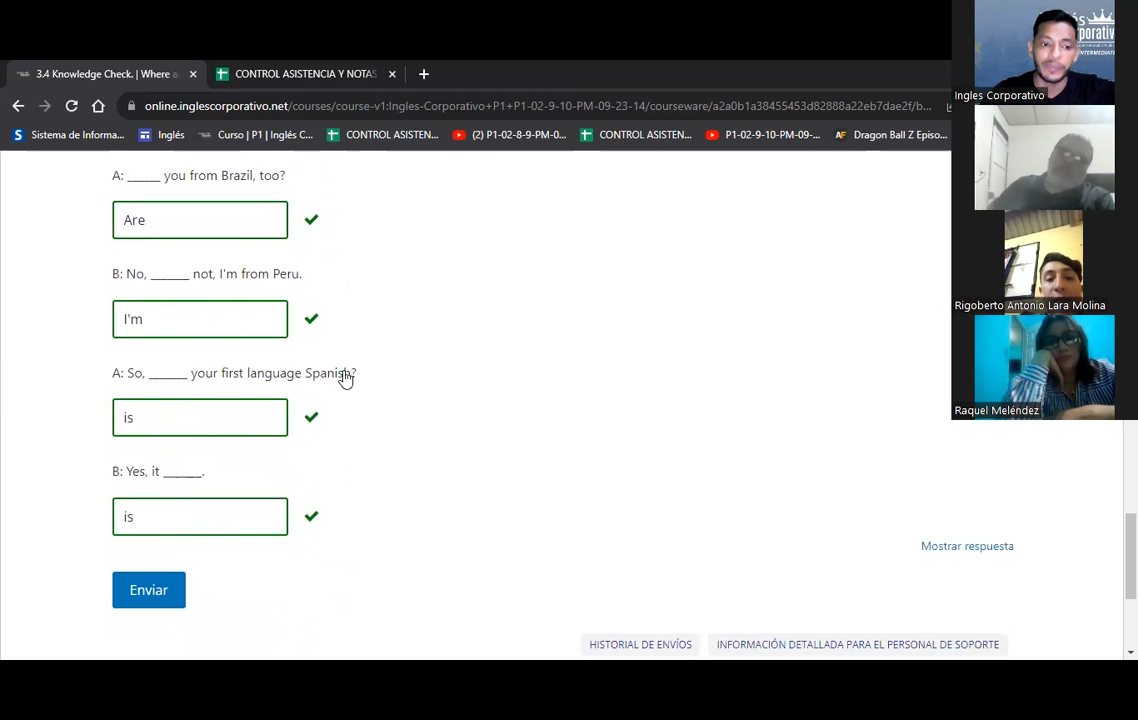 3.4 Knowledge Check. | Where a
CONTROL ASISTENCIA Y NOTAS
online.inglescorporativo.net/courses/course-v1:Ingles-Corporativo+P1+P1-02-9-10-PM-09-23-14/courseware/a2a0b1a38455453d82888a22eb7dae2f/b...
Sistema de Informa...
Inglés
Curso | P1 | Inglés C...
CONTROL ASISTEN...
(2) P1-02-8-9-PM-0...
CONTROL ASISTEN...
P1-02-9-10-PM-09-...
Dragon Ball Z Episo...
A: ______ you from Brazil, too?
Are
B: No, _______ not, I'm from Peru.
I'm
A: So, _______ your first language Spanish?
is
B: Yes, it _______.
is
Mostrar respuesta
Enviar
HISTORIAL DE ENVÍOS
INFORMACIÓN DETALLADA PARA EL PERSONAL DE SOPORTE
Ingles Corporativo
Rigoberto Antonio Lara Molina
Raquel Meléndez